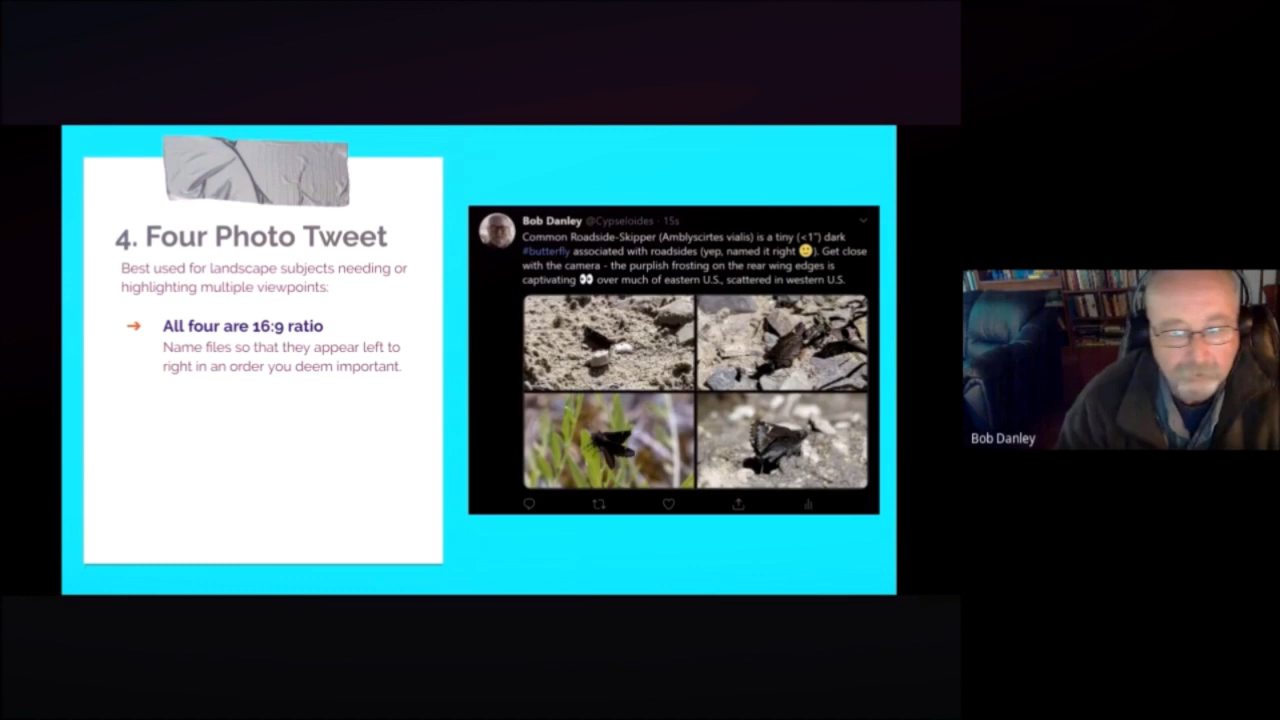 4. Four Photo Tweet
Best used for landscape subjects needing or
highlighting multiple viewpoints:
➔ All four are 16:9 ratio
Name files so that they appear left to
right in an order you deem important.
Bob Danley @Cypseloides · 15s
Common Roadside-Skipper (Amblyscirtes vialis) is a tiny (<1") dark
#butterfly associated with roadsides (yep, named it right 🙂). Get close
with the camera - the purplish frosting on the rear wing edges is
captivating 👀 over much of eastern U.S., scattered in western U.S.
Bob Danley